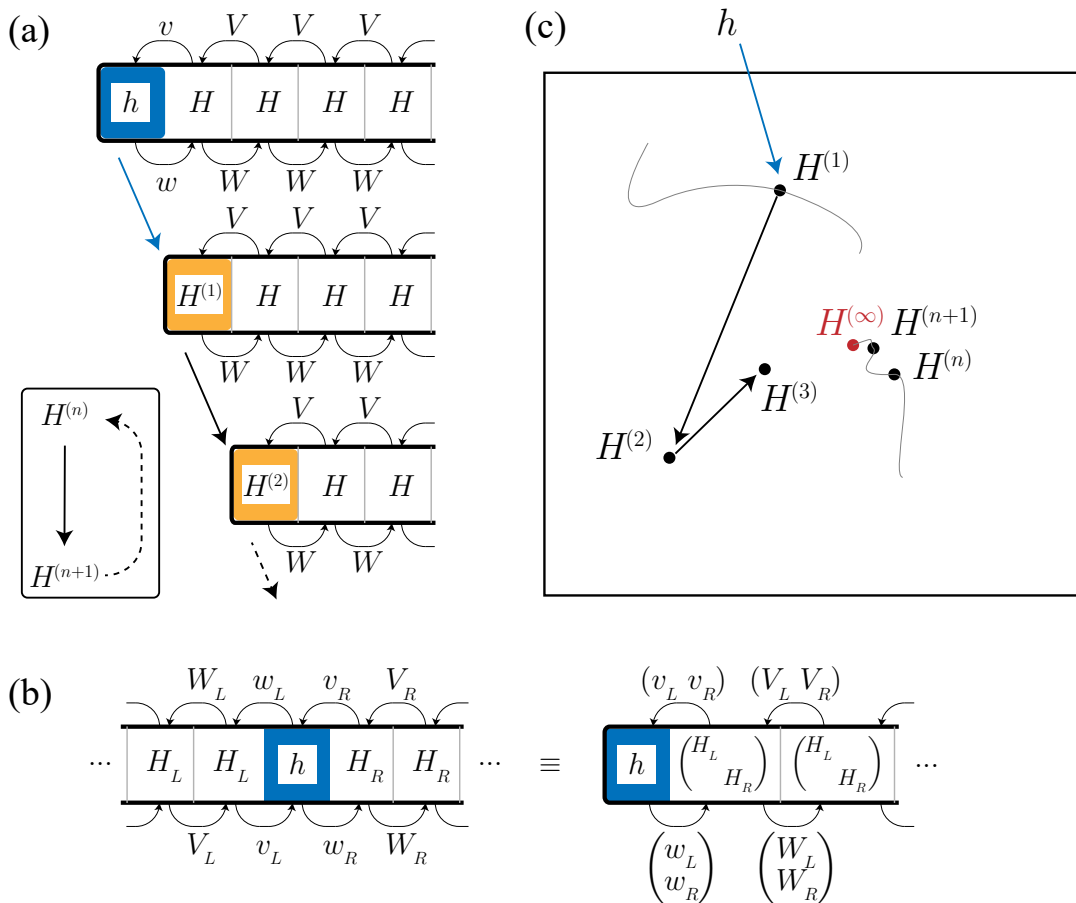 (a)
v V V V
h H H H H
w W W W
V V V
H^{(1)} H H H
W W W
V V
H^{(2)} H H
W W
H^{(n)}
H^{(n+1)}
(c)
h
H^{(1)}
H^{(∞)} H^{(n+1)}
H^{(n)}
H^{(3)}
H^{(2)}
(b)
W_L w_L v_R V_R
··· H_L H_L h H_R H_R ···
V_L v_L w_R W_R
≡
(v_L v_R) (V_L V_R)
h (H_L H_R) (H_L H_R) ···
(w_L w_R) (W_L W_R)